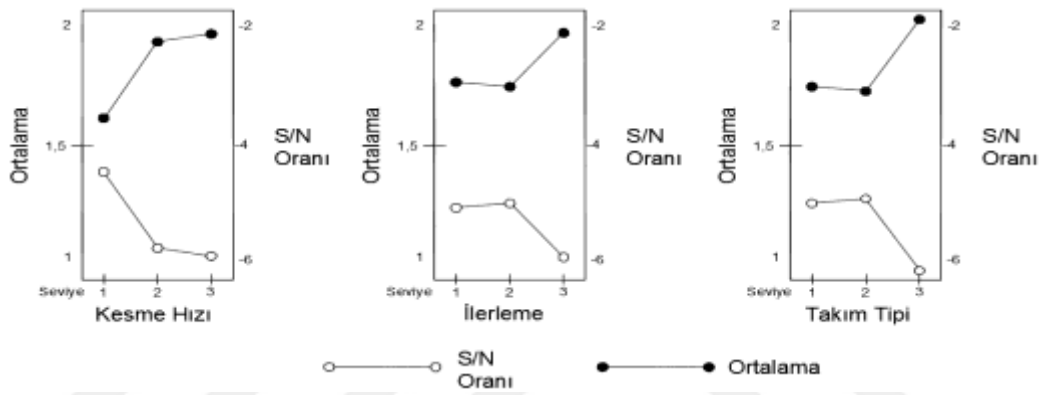 2
1,5
1
Ortalama
-2
-4
-6
S/N
Oranı
Seviye 1 2 3
Kesme Hızı
2
1,5
1
Ortalama
-2
-4
-6
S/N
Oranı
Seviye 1 2 3
İlerleme
2
1,5
1
Ortalama
-2
-4
-6
S/N
Oranı
Seviye 1 2 3
Takım Tipi
S/N
Oranı
Ortalama